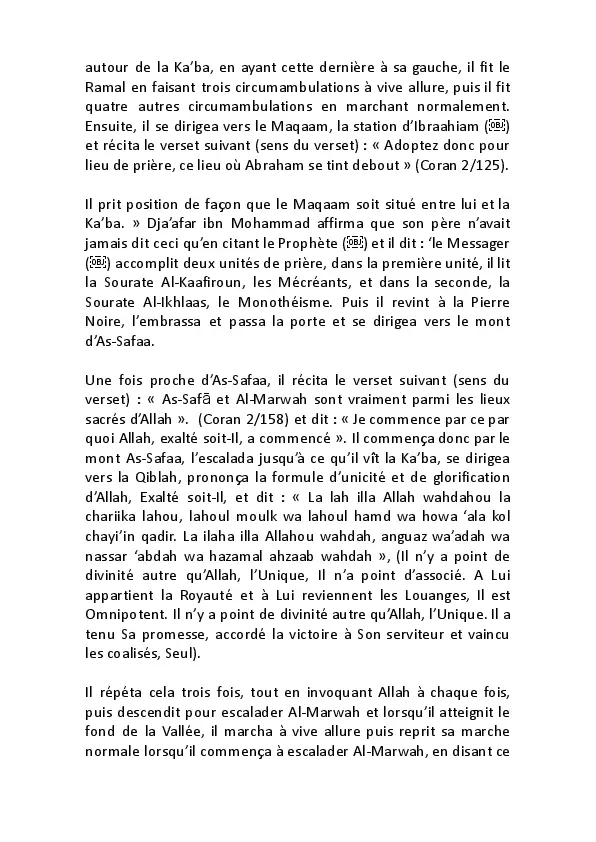 autour de la Ka’ba, en ayant cette dernière à sa gauche, il fit le
Ramal en faisant trois circumambulations à vive allure, puis il fit
quatre autres circumambulations en marchant normalement.
Ensuite, il se dirigea vers le Maqaam, la station d’Ibraahiam (￼)
et récita le verset suivant (sens du verset) : « Adoptez donc pour
lieu de prière, ce lieu où Abraham se tint debout » (Coran 2/125).

Il prit position de façon que le Maqaam soit situé entre lui et la
Ka’ba. » Dja’afar ibn Mohammad affirma que son père n’avait
jamais dit ceci qu’en citant le Prophète (￼) et il dit : ‘le Messager
(￼) accomplit deux unités de prière, dans la première unité, il lit
la Sourate Al-Kaafiroun, les Mécréants, et dans la seconde, la
Sourate Al-Ikhlaas, le Monothéisme. Puis il revint à la Pierre
Noire, l’embrassa et passa la porte et se dirigea vers le mont
d’As-Safaa.

Une fois proche d’As-Safaa, il récita le verset suivant (sens du
verset) : « As-Safã et Al-Marwah sont vraiment parmi les lieux
sacrés d’Allah ». (Coran 2/158) et dit : « Je commence par ce par
quoi Allah, exalté soit-Il, a commencé ». Il commença donc par le
mont As-Safaa, l’escalada jusqu’à ce qu’il vît la Ka’ba, se dirigea
vers la Qiblah, prononça la formule d’unicité et de glorification
d’Allah, Exalté soit-Il, et dit : « La lah illa Allah wahdahou la
chariika lahou, lahoul moulk wa lahoul hamd wa howa ‘ala kol
chayi’in qadir. La ilaha illa Allahou wahdah, anguaz wa’adah wa
nassar ‘abdah wa hazamal ahzaab wahdah », (Il n’y a point de
divinité autre qu’Allah, l’Unique, Il n’a point d’associé. A Lui
appartient la Royauté et à Lui reviennent les Louanges, Il est
Omnipotent. Il n’y a point de divinité autre qu’Allah, l’Unique. Il a
tenu Sa promesse, accordé la victoire à Son serviteur et vaincu
les coalisés, Seul).

Il répéta cela trois fois, tout en invoquant Allah à chaque fois,
puis descendit pour escalader Al-Marwah et lorsqu’il atteignit le
fond de la Vallée, il marcha à vive allure puis reprit sa marche
normale lorsqu’il commença à escalader Al-Marwah, en disant ce